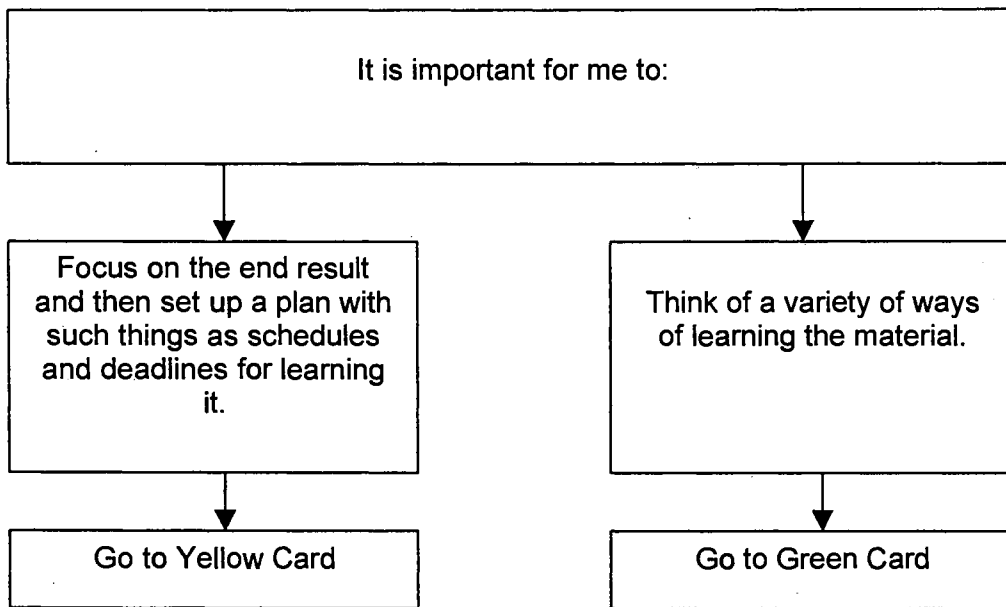 It is important for me to:
Focus on the end result
and then set up a plan with
such things as schedules
and deadlines for learning
it.
Think of a variety of ways
of learning the material.
Go to Yellow Card
Go to Green Card